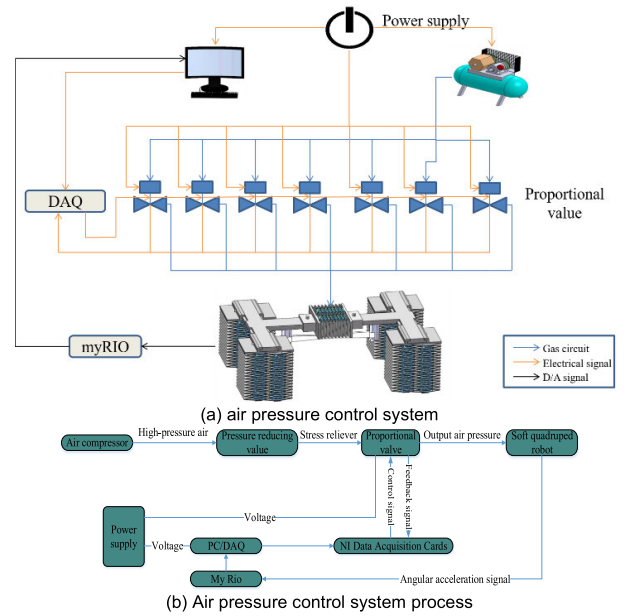 Power supply
DAQ
Proportional
value
myRIO
Gas circuit
Electrical signal
D/A signal
(a) air pressure control system
Air compressor
High-pressure air
Pressure reducing
value
Stress reliever
Proportional
valve
Output air pressure
Soft quadruped
robot
Control signal
Feedback signal
Power
supply
Voltage
Voltage
PC/DAQ
NI Data Acquisition Cards
My Rio
Angular acceleration signal
(b) Air pressure control system process